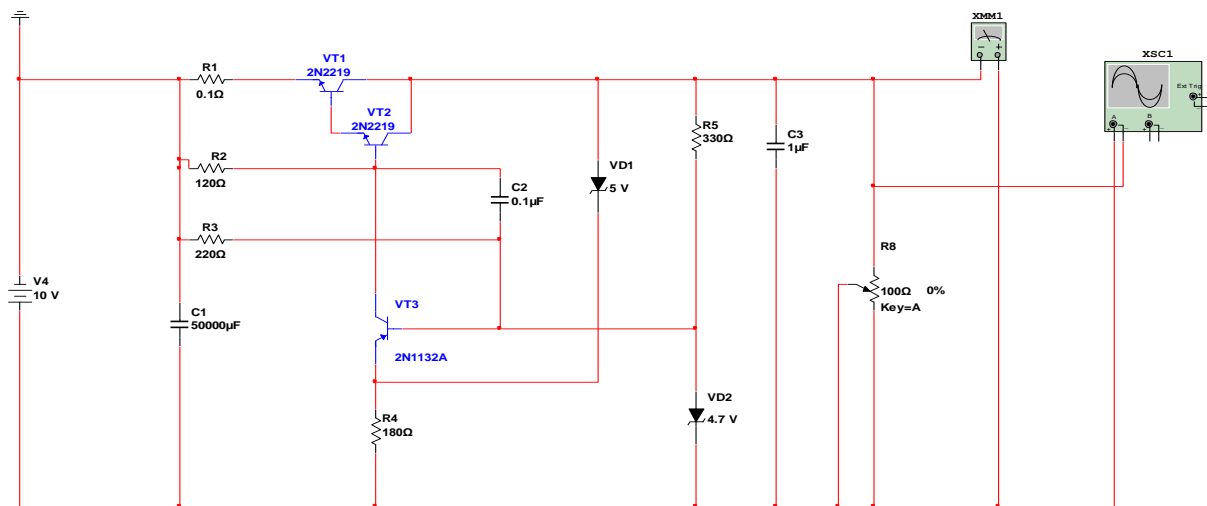 XMM1
XSC1
Ext Trig
A
B
R1
0.1Ω
VT1
2N2219
VT2
2N2219
R5
330Ω
C3
1µF
R2
120Ω
C2
0.1µF
VD1
5 V
R3
220Ω
R8
100Ω 0%
Key=A
V4
10 V
C1
50000µF
VT3
2N1132A
VD2
4.7 V
R4
180Ω